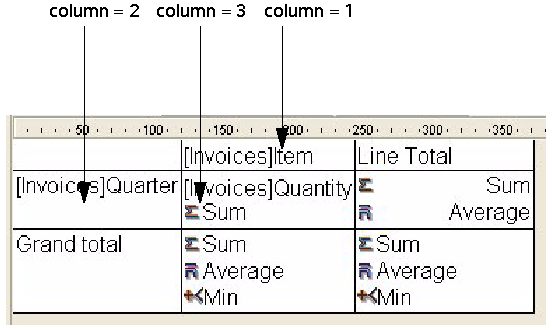 column = 2 column = 3 column = 1
50 100 150 200 250 300 350
[Invoices]Item Line Total
[Invoices]Quarter [Invoices]Quantity Sum
Sum Average
Grand total Sum Sum
Average Average
Min Min